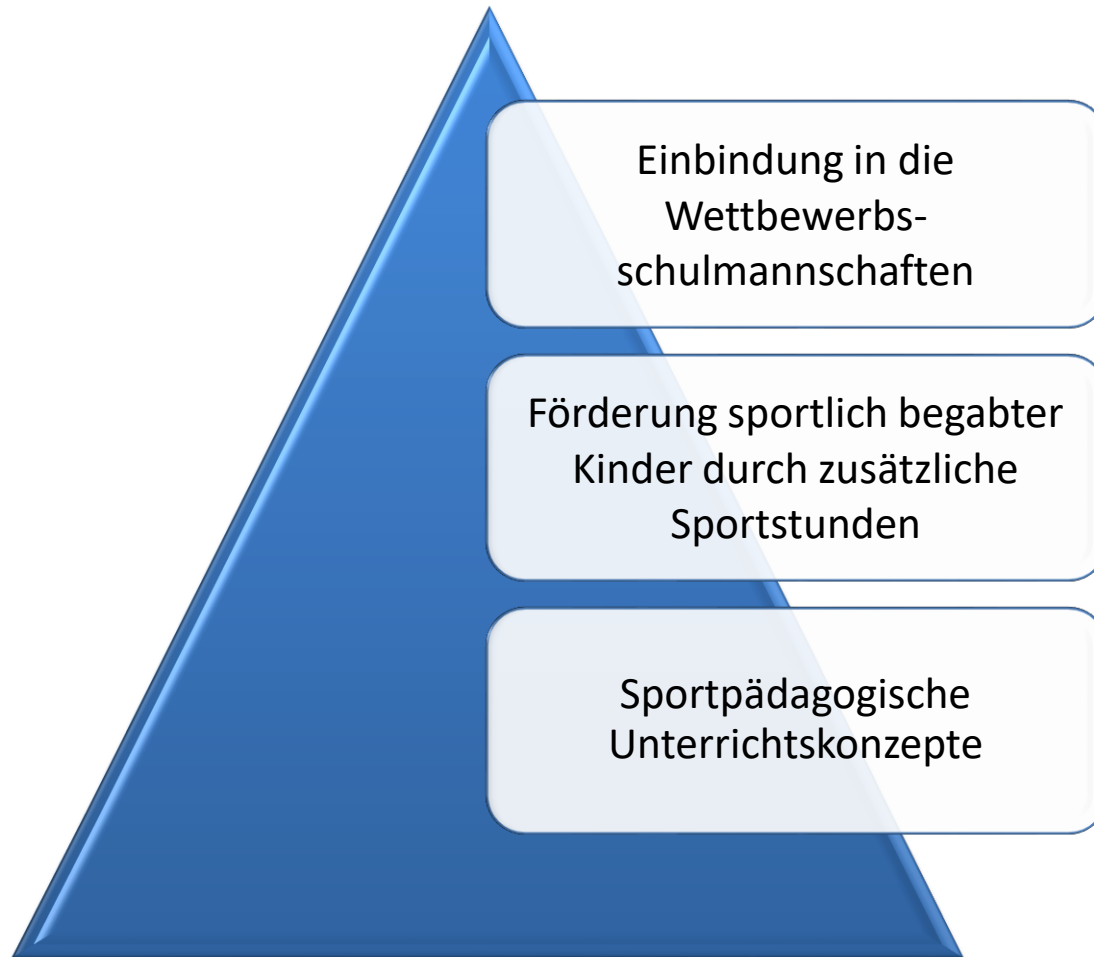 Einbindung in die
Wettbewerbs-
schulmannschaften
Förderung sportlich begabter
Kinder durch zusätzliche
Sportstunden
Sportpädagogische
Unterrichtskonzepte